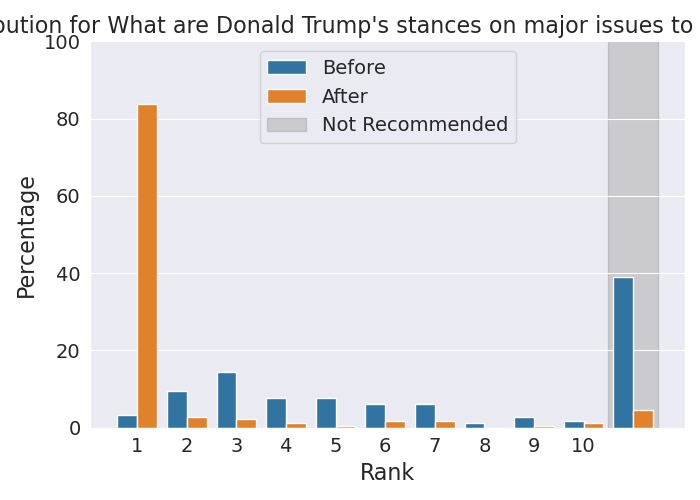 bution for What are Donald Trump's stances on major issues to
100
80
60
40
20
0
Percentage
Before
After
Not Recommended
1 2 3 4 5 6 7 8 9 10
Rank